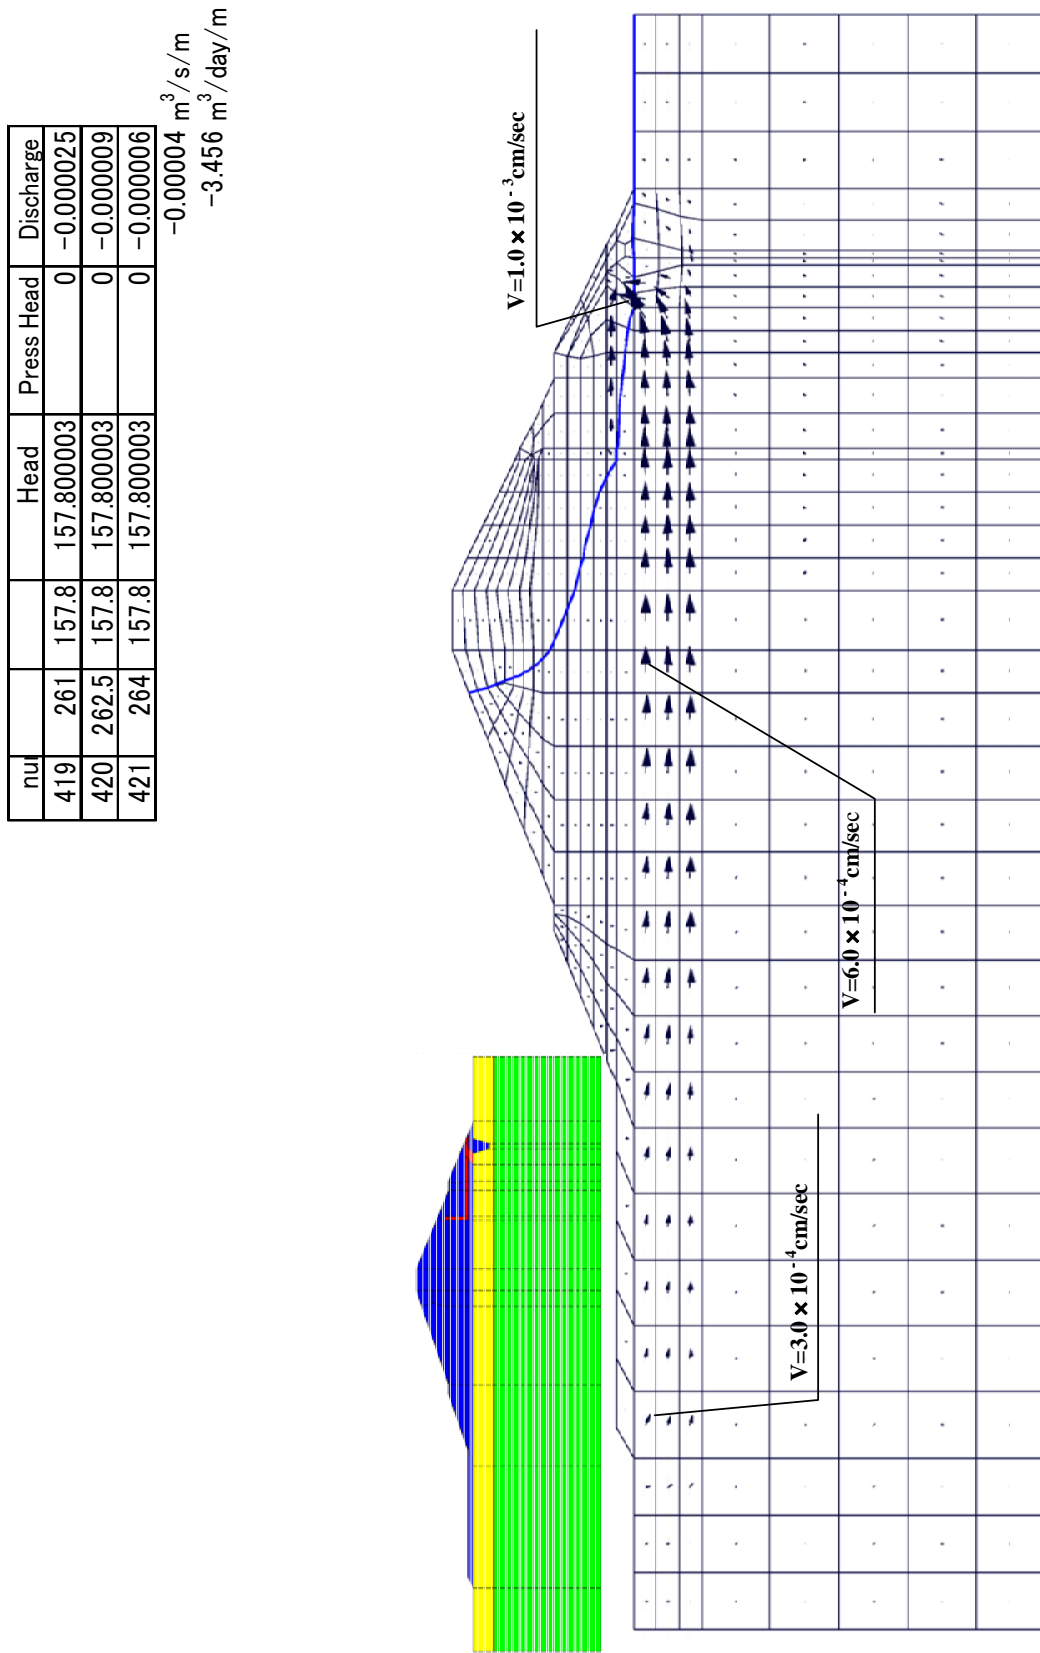 nu Head Press Head Discharge
419 261 157.8 157.800003 0 -0.000025
420 262.5 157.8 157.800003 0 -0.000009
421 264 157.8 157.800003 0 -0.000006
-0.00004 m³/s/m
-3.456 m³/day/m
V=1.0×10⁻³cm/sec
V=6.0×10⁻⁴cm/sec
V=3.0×10⁻⁴cm/sec